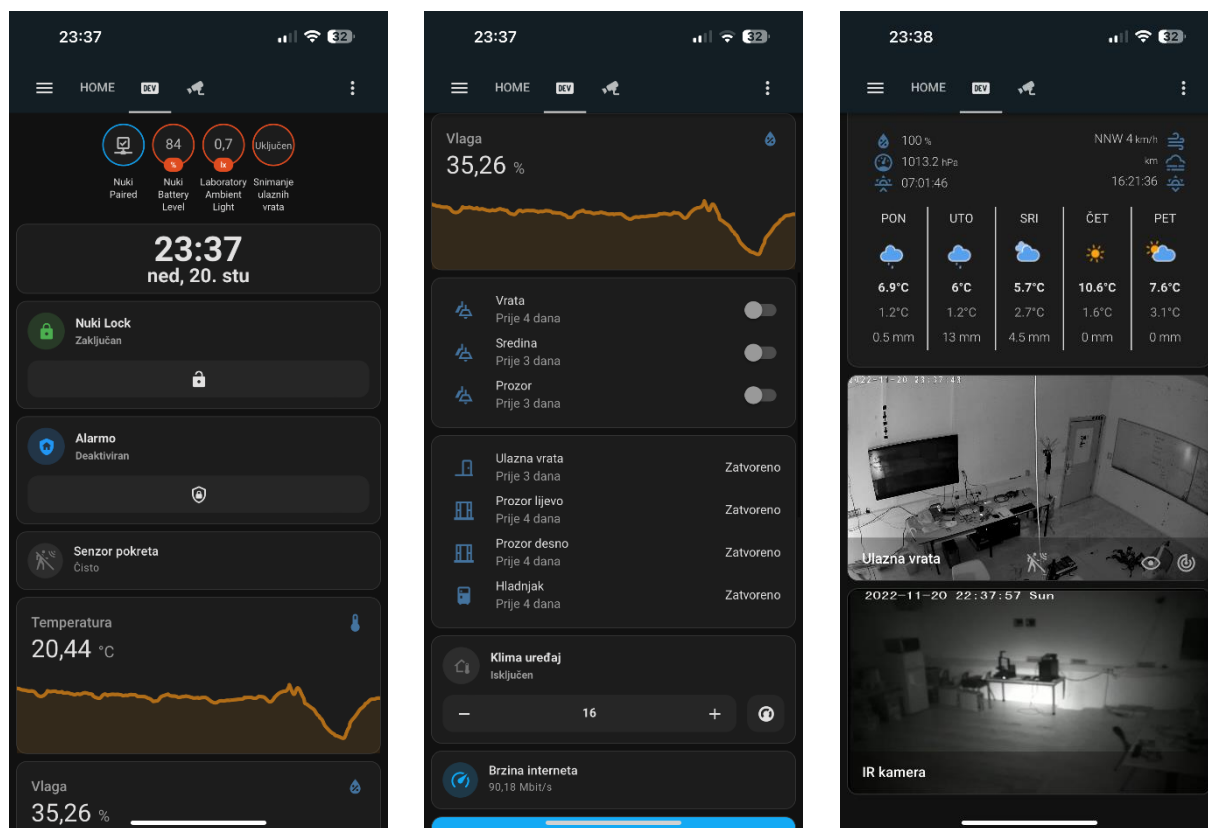 23:37
32
HOME
DEV
84
%
0,7
lx
Uključen
Nuki
Paired
Nuki
Battery
Level
Laboratory
Ambient
Light
Snimanje
ulaznih
vrata
23:37
ned, 20. stu
Nuki Lock
Zaključan
Alarmo
Deaktiviran
Senzor pokreta
Čisto
Temperatura
20,44 °C
Vlaga
35,26 %
23:37
32
HOME
DEV
Vlaga
35,26 %
Vrata
Prije 4 dana
Sredina
Prije 3 dana
Prozor
Prije 3 dana
Ulazna vrata
Prije 3 dana
Zatvoreno
Prozor lijevo
Prije 4 dana
Zatvoreno
Prozor desno
Prije 4 dana
Zatvoreno
Hladnjak
Prije 4 dana
Zatvoreno
Klima uređaj
Isključen
− 16 +
Brzina interneta
90,18 Mbit/s
23:38
32
HOME
DEV
100 %
NNW 4 km/h
1013.2 hPa
km
07:01:46
16:21:36
PON UTO SRI ČET PET
6.9°C 6°C 5.7°C 10.6°C 7.6°C
1.2°C 1.2°C 2.7°C 1.6°C 3.1°C
0.5 mm 13 mm 4.5 mm 0 mm 0 mm
Ulazna vrata
2022-11-20 22:37:57 Sun
IR kamera